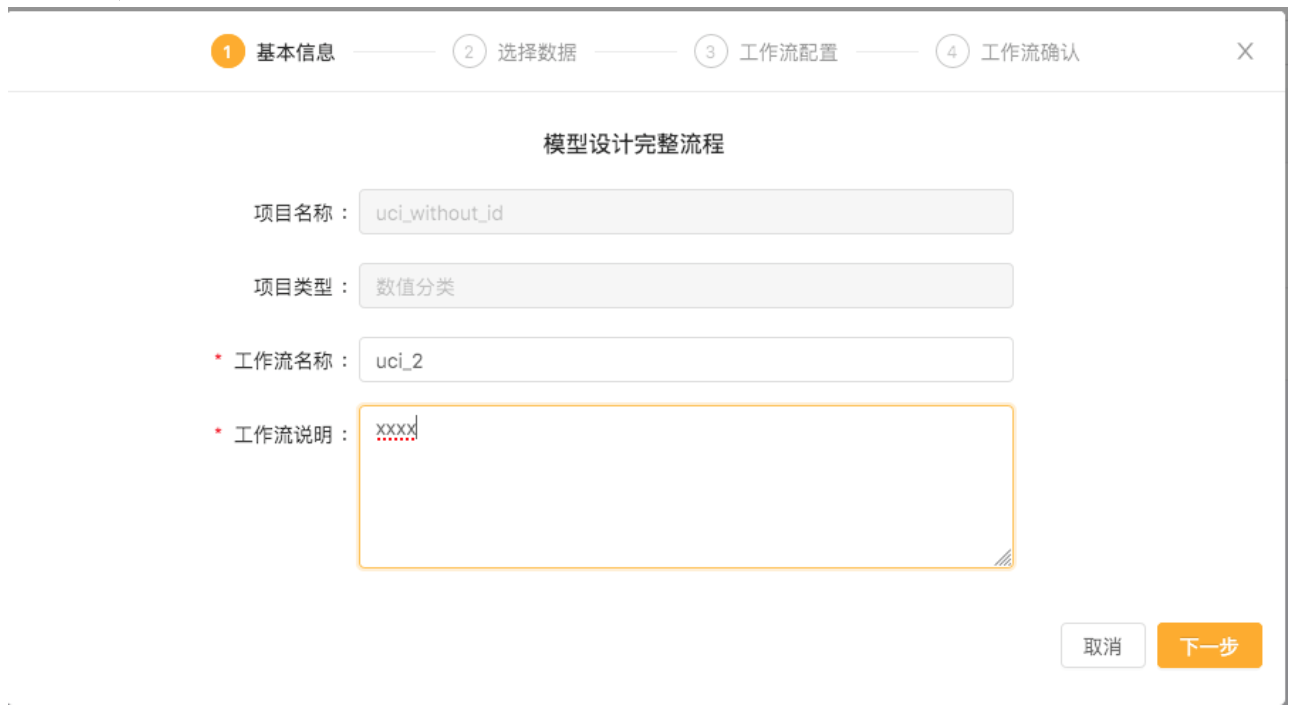 1 基本信息 2 选择数据 3 工作流配置 4 工作流确认 X
模型设计完整流程
项目名称： uci_without_id
项目类型： 数值分类
* 工作流名称： uci_2
* 工作流说明： xxxx
取消 下一步